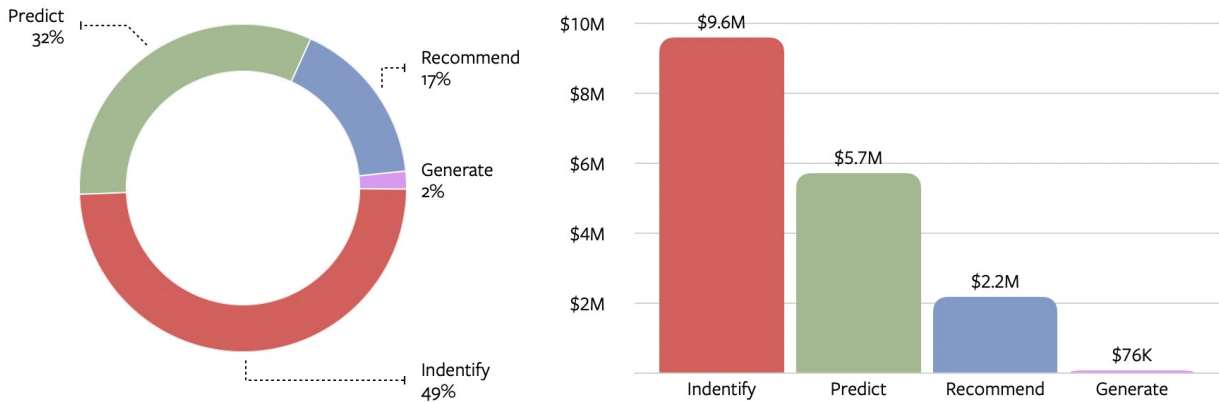 Predict
32%
Recommend
17%
Generate
2%
Indentify
49%
$10M
$8M
$6M
$4M
$2M
$9.6M
$5.7M
$2.2M
$76K
Indentify
Predict
Recommend
Generate